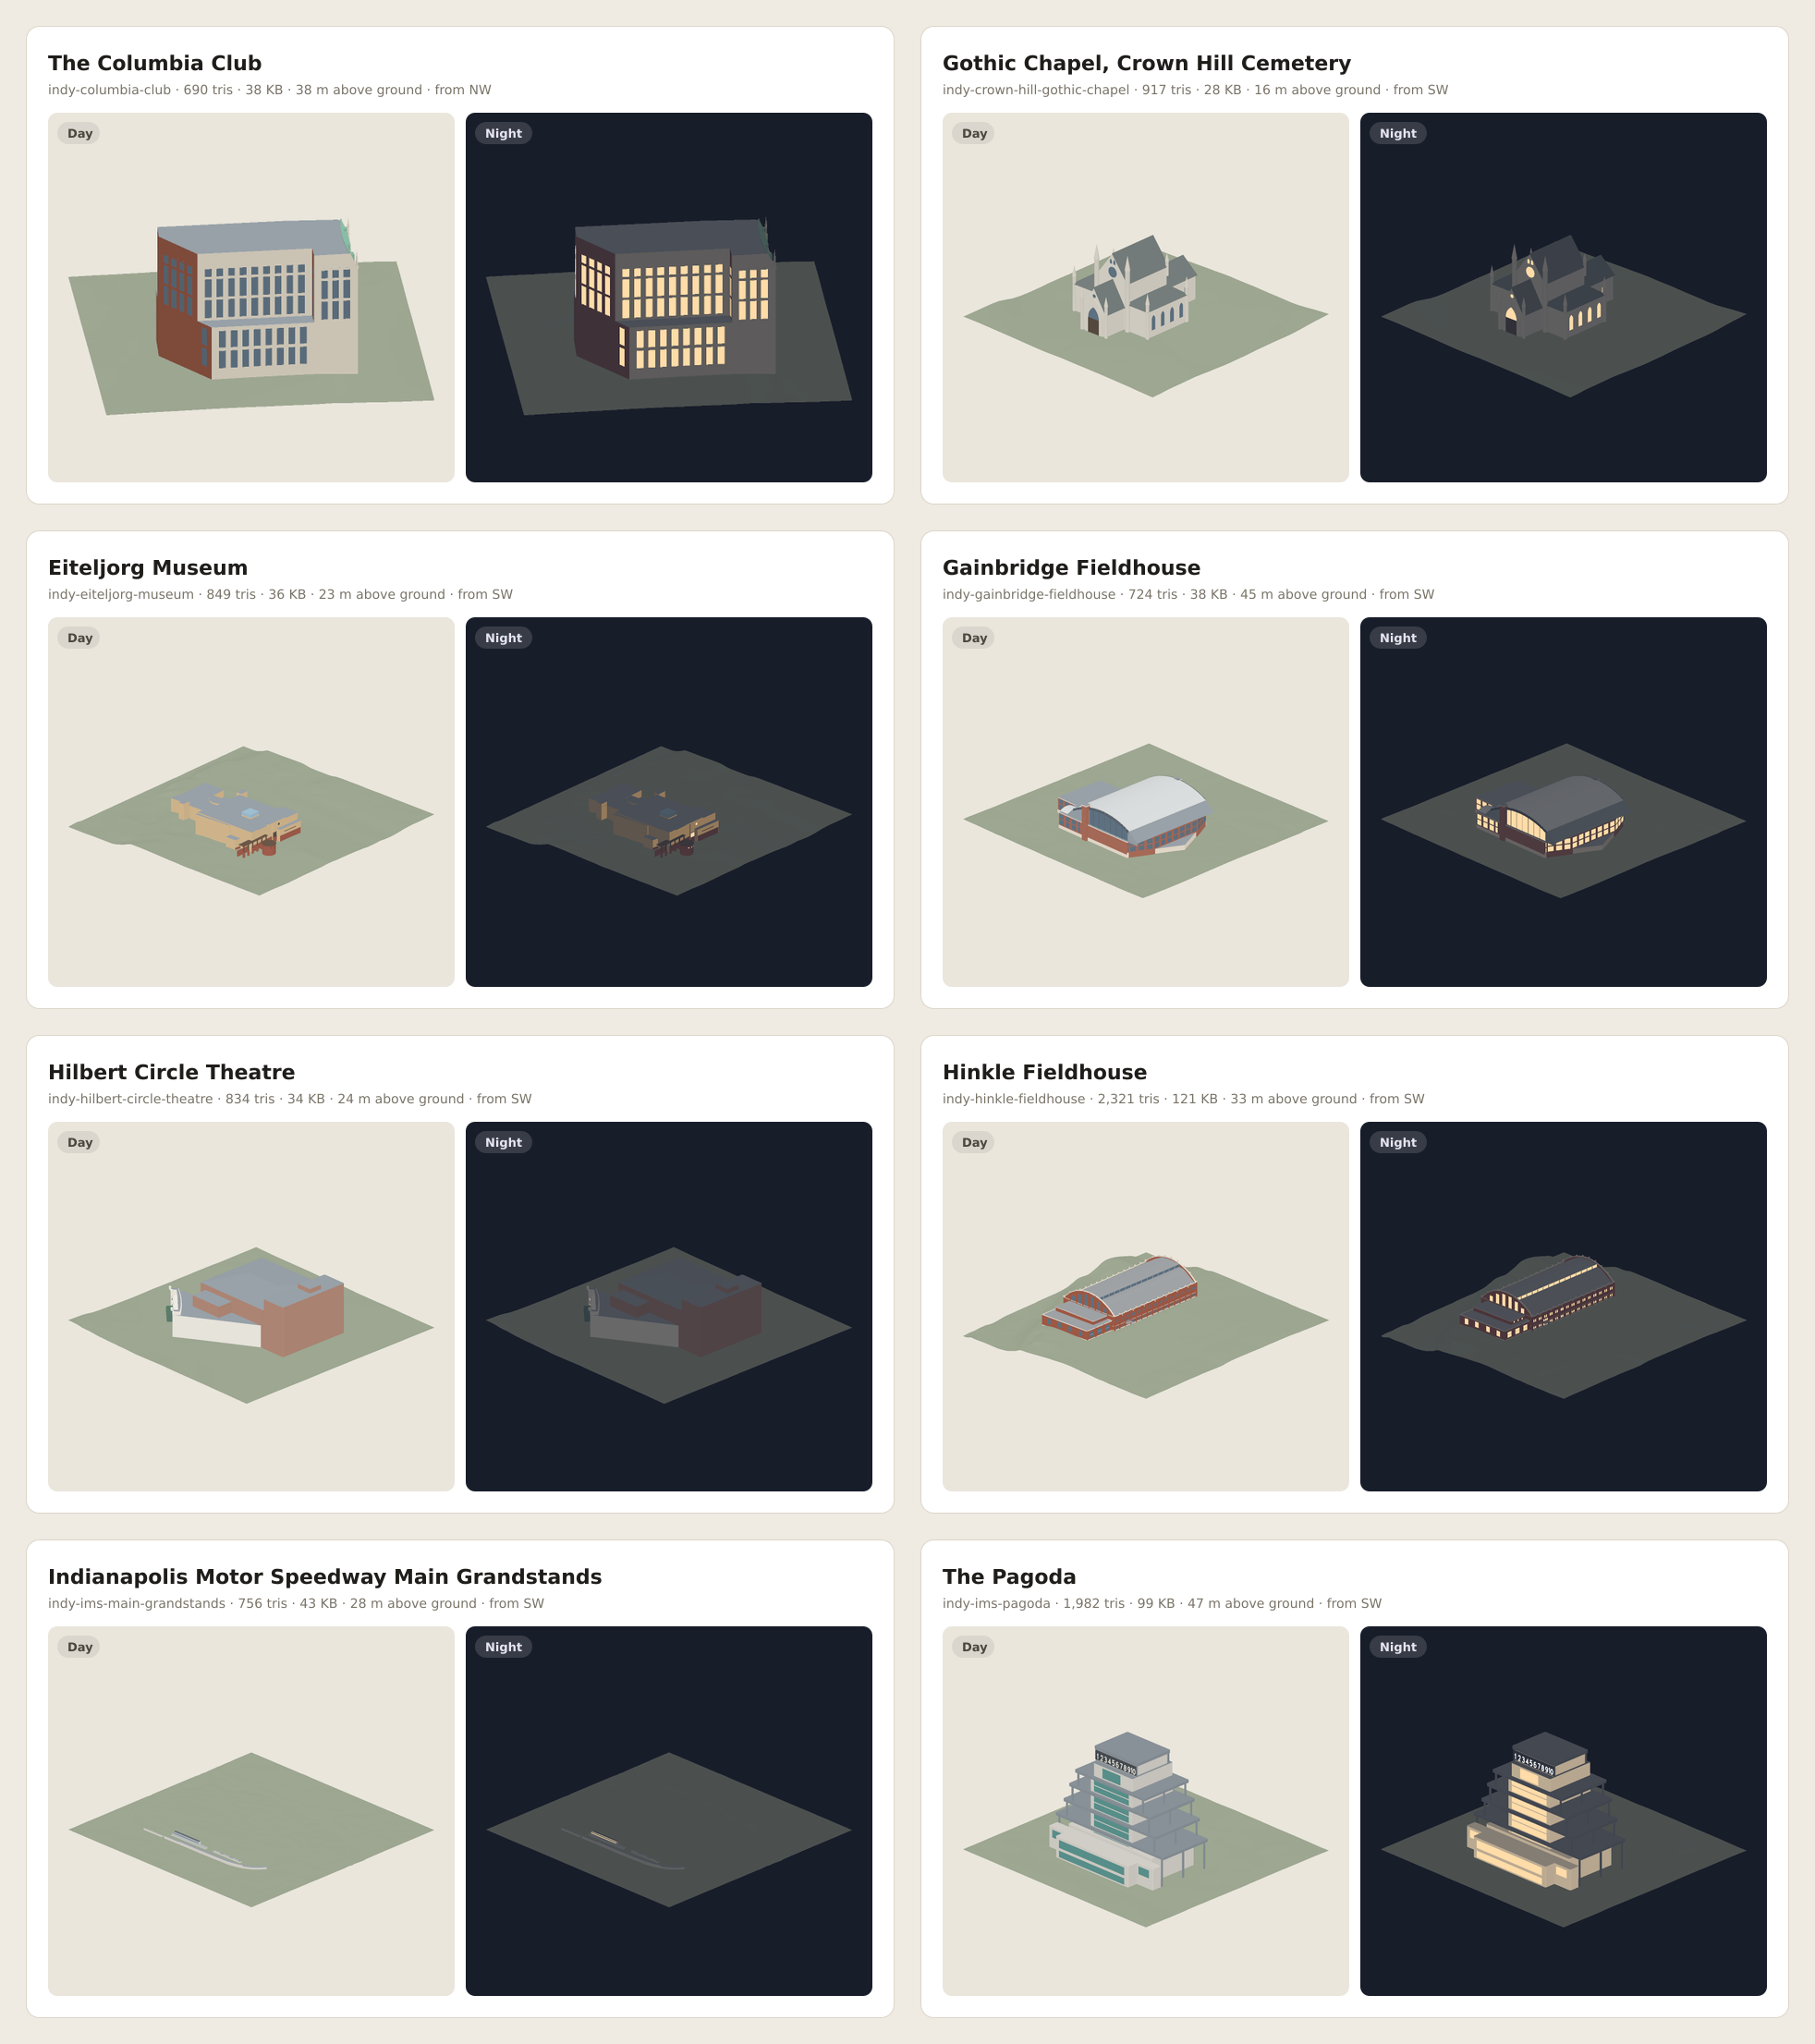 The Columbia Club
indy-columbia-club · 690 tris · 38 KB · 38 m above ground · from NW
Day
Night
Gothic Chapel, Crown Hill Cemetery
indy-crown-hill-gothic-chapel · 917 tris · 28 KB · 16 m above ground · from SW
Day
Night
Eiteljorg Museum
indy-eiteljorg-museum · 849 tris · 36 KB · 23 m above ground · from SW
Day
Night
Gainbridge Fieldhouse
indy-gainbridge-fieldhouse · 724 tris · 38 KB · 45 m above ground · from SW
Day
Night
Hilbert Circle Theatre
indy-hilbert-circle-theatre · 834 tris · 34 KB · 24 m above ground · from SW
Day
Night
Hinkle Fieldhouse
indy-hinkle-fieldhouse · 2,321 tris · 121 KB · 33 m above ground · from SW
Day
Night
Indianapolis Motor Speedway Main Grandstands
indy-ims-main-grandstands · 756 tris · 43 KB · 28 m above ground · from SW
Day
Night
The Pagoda
indy-ims-pagoda · 1,982 tris · 99 KB · 47 m above ground · from SW
Day
12345678910
Night
12345678910